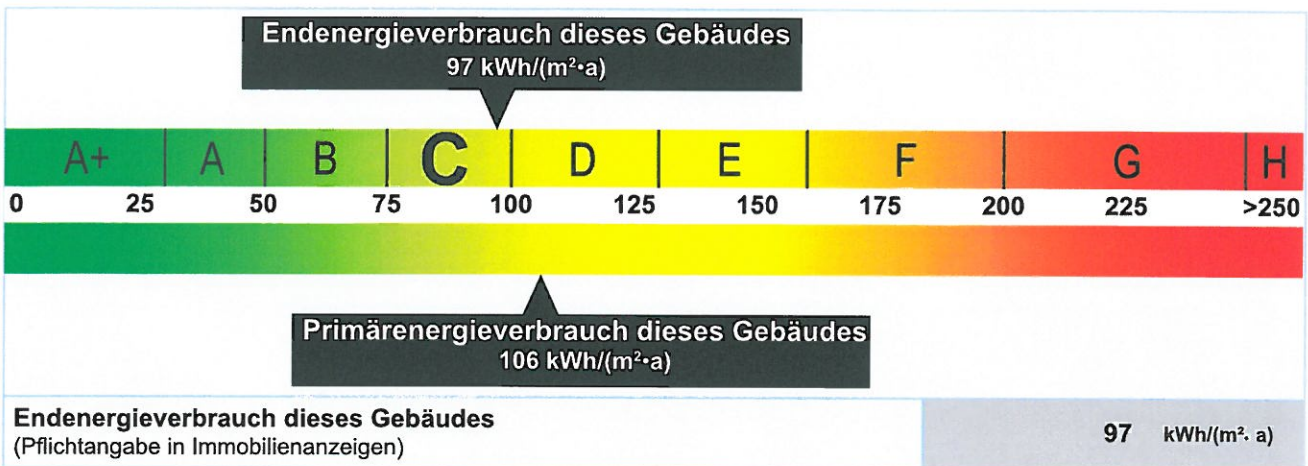 Endenergieverbrauch dieses Gebäudes
97 kWh/(m²•a)
A+ A B C D E F G H
0 25 50 75 100 125 150 175 200 225 >250
Primärenergieverbrauch dieses Gebäudes
106 kWh/(m²•a)
Endenergieverbrauch dieses Gebäudes
(Pflichtangabe in Immobilienanzeigen)
97 kWh/(m². a)